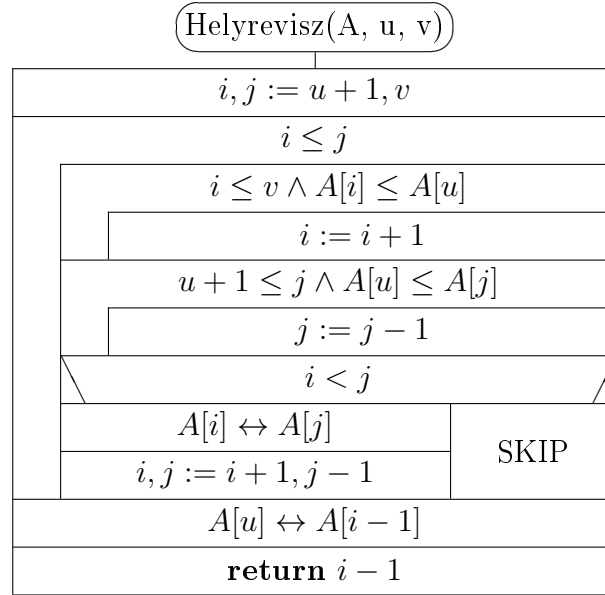 Helyrevisz(A, u, v)
i, j := u + 1, v
i ≤ j
i ≤ v ∧ A[i] ≤ A[u]
i := i + 1
u + 1 ≤ j ∧ A[u] ≤ A[j]
j := j − 1
i < j
A[i] ↔ A[j]
SKIP
i, j := i + 1, j − 1
A[u] ↔ A[i − 1]
return i − 1